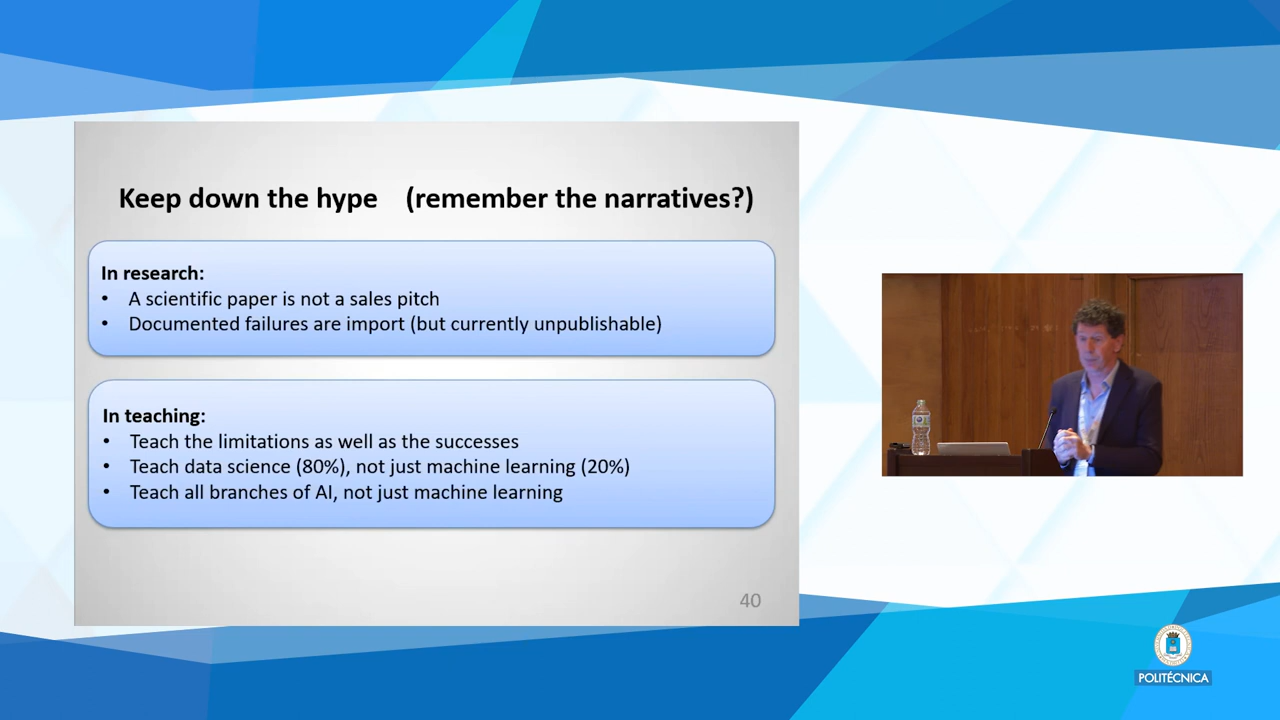 Keep down the hype (remember the narratives?)
In research:
• A scientific paper is not a sales pitch
• Documented failures are import (but currently unpublishable)
In teaching:
• Teach the limitations as well as the successes
• Teach data science (80%), not just machine learning (20%)
• Teach all branches of AI, not just machine learning
40
POLITÉCNICA